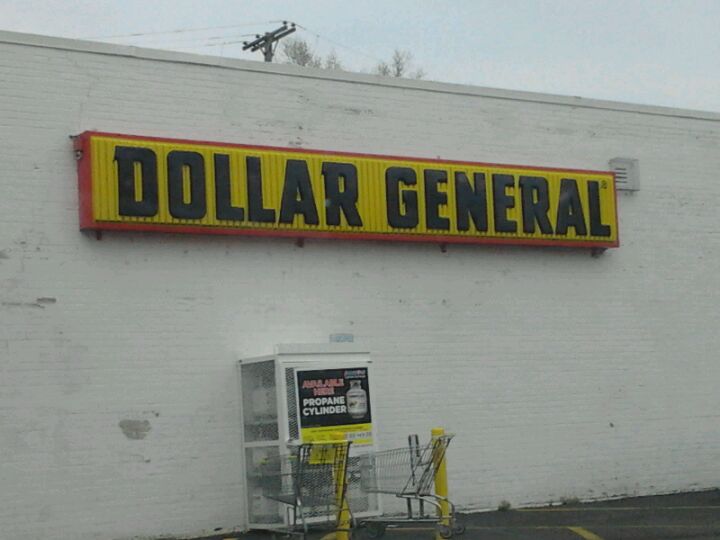 DOLLAR GENERAL®
AVAILABLE
HERE
PROPANE
CYLINDER